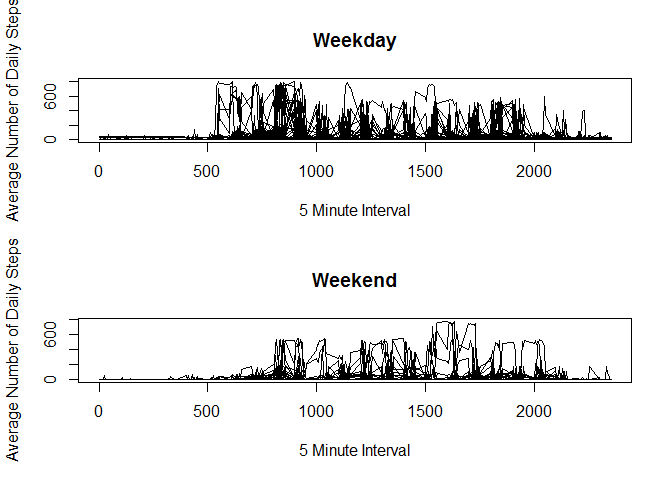 Weekday
Average Number of Daily Steps
600
0
0 500 1000 1500 2000
5 Minute Interval
Weekend
Average Number of Daily Steps
600
0
0 500 1000 1500 2000
5 Minute Interval